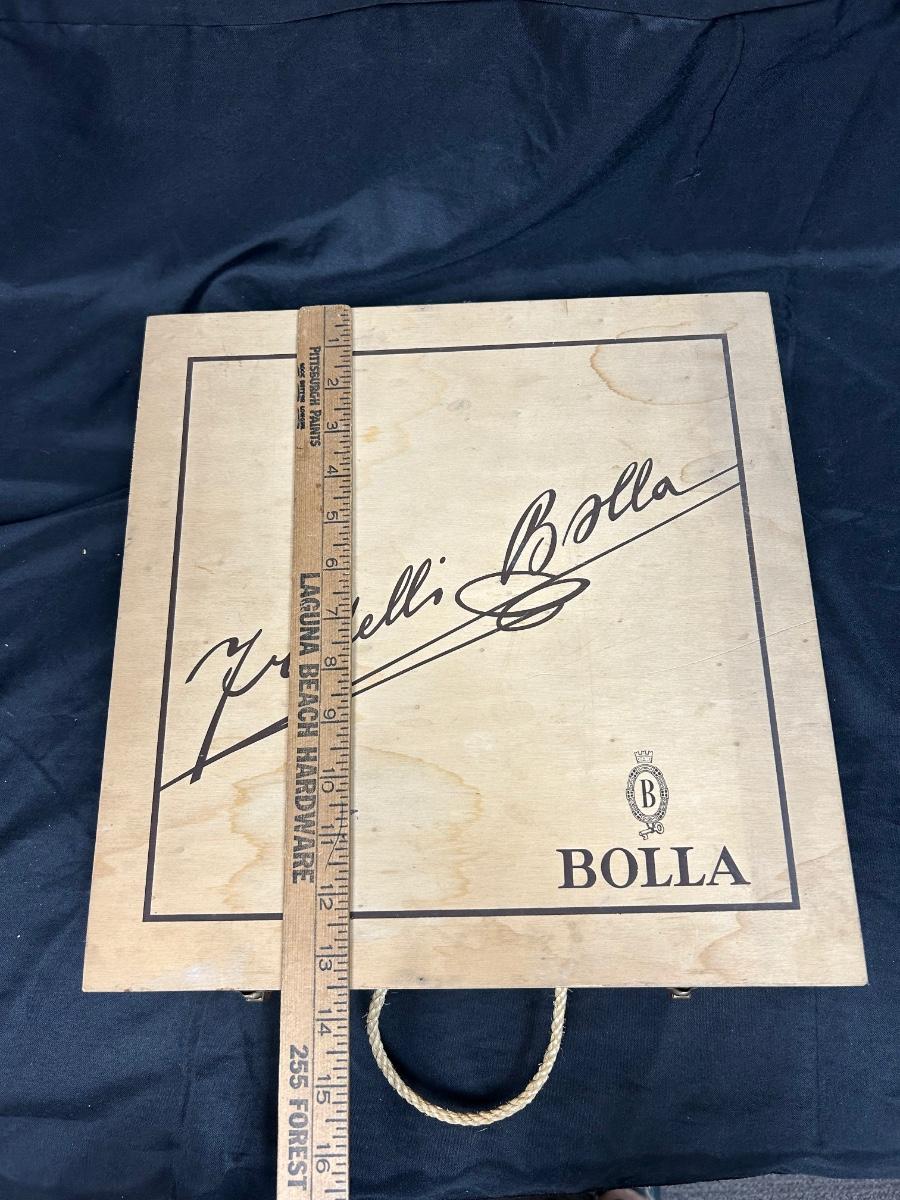 Fratelli Bolla
B
BOLLA
PITTSBURGH PAINTS
LAGUNA BEACH HARDWARE
255 FOREST
1 2 3 4 5 6 7 8 9 10 11 12 13 14 15 16